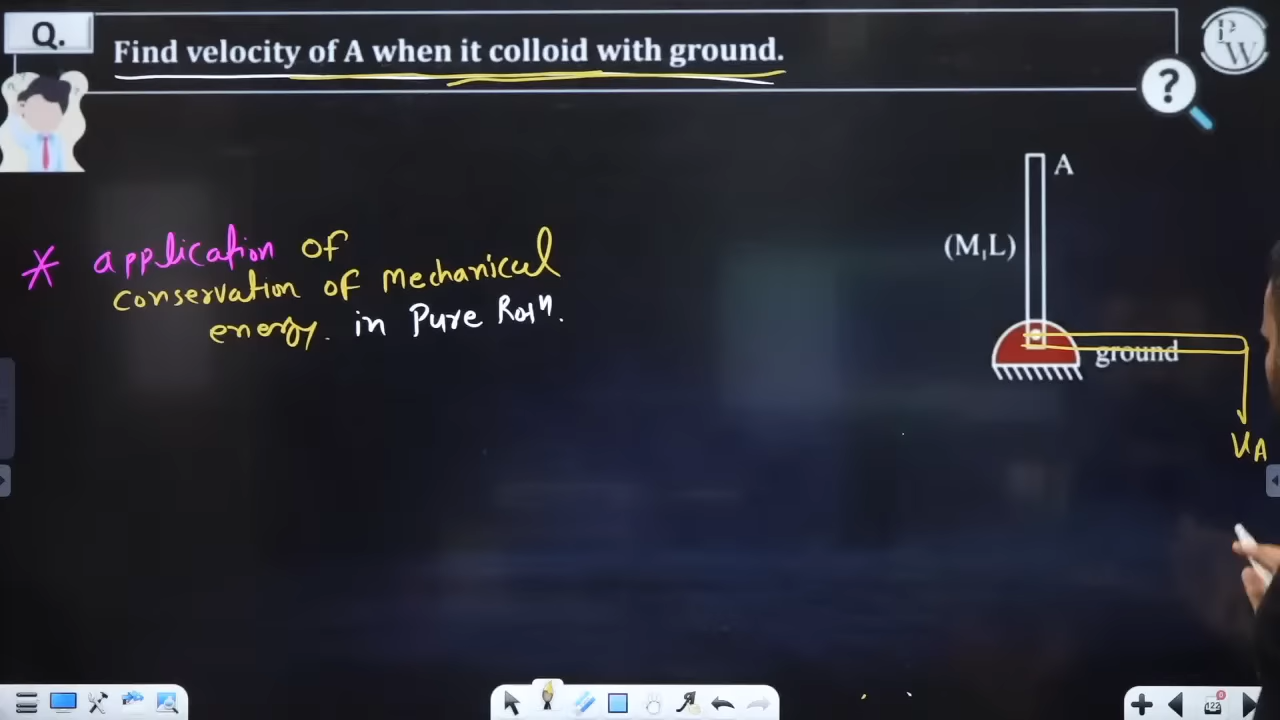 Q.
Find velocity of A when it colloid with ground.
PW
?
A
* application of
conservation of Mechanical
energy. in Pure Rotⁿ.
(M,L)
ground
VA